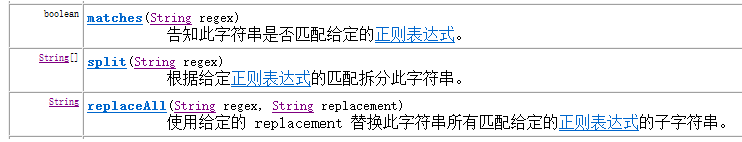 boolean matches(String regex)
告知此字符串是否匹配给定的正则表达式。
String[] split(String regex)
根据给定正则表达式的匹配拆分此字符串。
String replaceAll(String regex, String replacement)
使用给定的 replacement 替换此字符串所有匹配给定的正则表达式的子字符串。